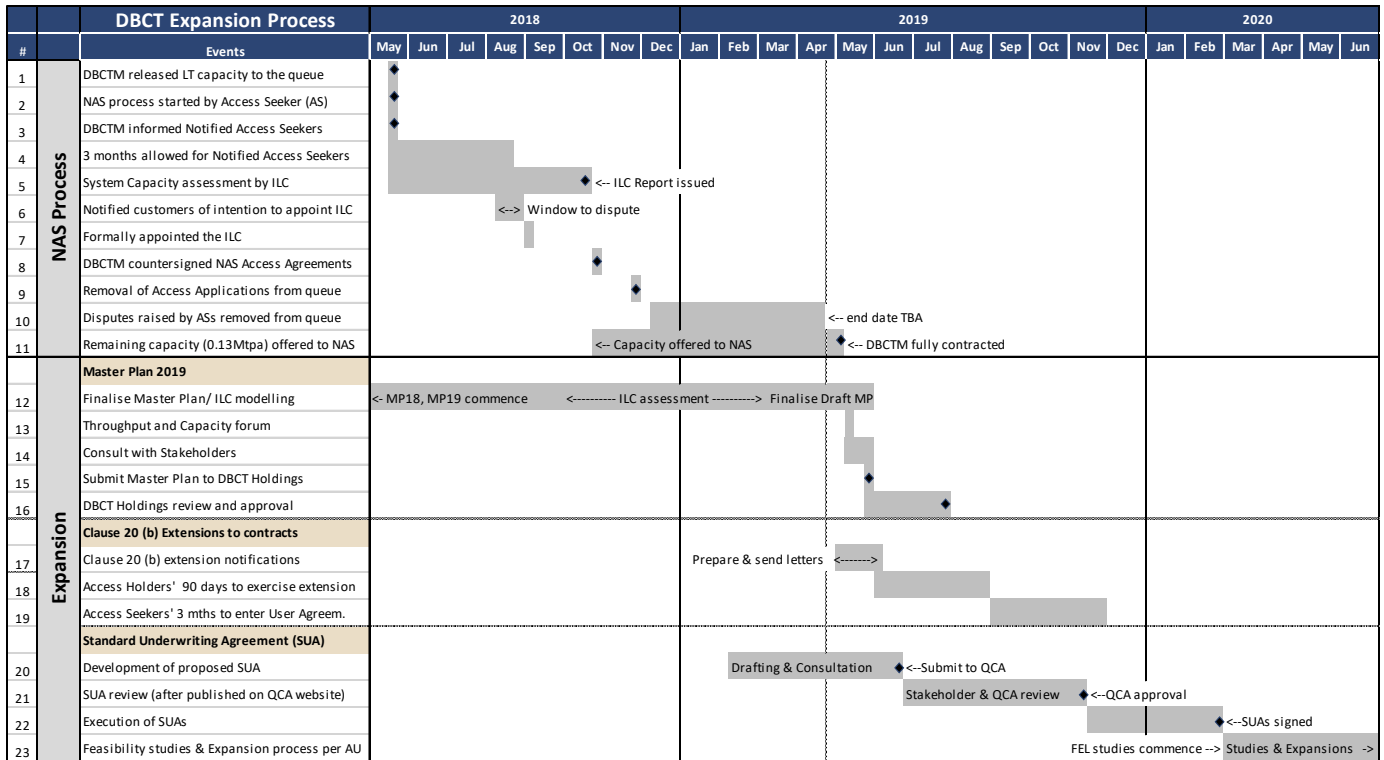 DBCT Expansion Process 2018 2019 2020
# Events May Jun Jul Aug Sep Oct Nov Dec Jan Feb Mar Apr May Jun Jul Aug Sep Oct Nov Dec Jan Feb Mar Apr May Jun
NAS Process
1 DBCTM released LT capacity to the queue
2 NAS process started by Access Seeker (AS)
3 DBCTM informed Notified Access Seekers
4 3 months allowed for Notified Access Seekers
5 System Capacity assessment by ILC <-- ILC Report issued
6 Notified customers of intention to appoint ILC <--> Window to dispute
7 Formally appointed the ILC
8 DBCTM countersigned NAS Access Agreements
9 Removal of Access Applications from queue
10 Disputes raised by ASs removed from queue <-- end date TBA
11 Remaining capacity (0.13Mtpa) offered to NAS <-- Capacity offered to NAS <-- DBCTM fully contracted
Expansion
Master Plan 2019
12 Finalise Master Plan/ ILC modelling <- MP18, MP19 commence <---------- ILC assessment ----------> Finalise Draft MP
13 Throughput and Capacity forum
14 Consult with Stakeholders
15 Submit Master Plan to DBCT Holdings
16 DBCT Holdings review and approval
Clause 20 (b) Extensions to contracts
17 Clause 20 (b) extension notifications Prepare & send letters <------->
18 Access Holders' 90 days to exercise extension
19 Access Seekers' 3 mths to enter User Agreem.
Standard Underwriting Agreement (SUA)
20 Development of proposed SUA Drafting & Consultation <--Submit to QCA
21 SUA review (after published on QCA website) Stakeholder & QCA review <--QCA approval
22 Execution of SUAs <--SUAs signed
23 Feasibility studies & Expansion process per AU FEL studies commence --> Studies & Expansions ->